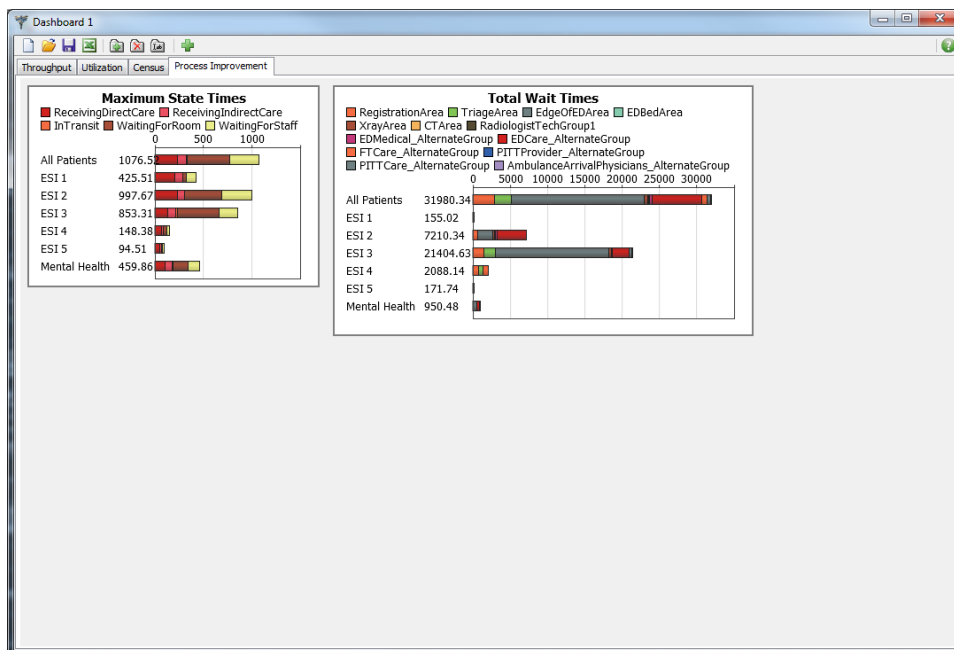 Dashboard 1
Throughput Utilization Census Process Improvement
Maximum State Times
ReceivingDirectCare ReceivingIndirectCare
InTransit WaitingForRoom WaitingForStaff
0 500 1000
All Patients 1076.52
ESI 1 425.51
ESI 2 997.67
ESI 3 853.31
ESI 4 148.38
ESI 5 94.51
Mental Health 459.86
Total Wait Times
RegistrationArea TriageArea EdgeOfEDArea EDBedArea
XrayArea CTArea RadiologistTechGroup1
EDMedical_AlternateGroup EDCare_AlternateGroup
FTCare_AlternateGroup PITTProvider_AlternateGroup
PITTCare_AlternateGroup AmbulanceArrivalPhysicians_AlternateGroup
0 5000 10000 15000 20000 25000 30000
All Patients 31980.34
ESI 1 155.02
ESI 2 7210.34
ESI 3 21404.63
ESI 4 2088.14
ESI 5 171.74
Mental Health 950.48